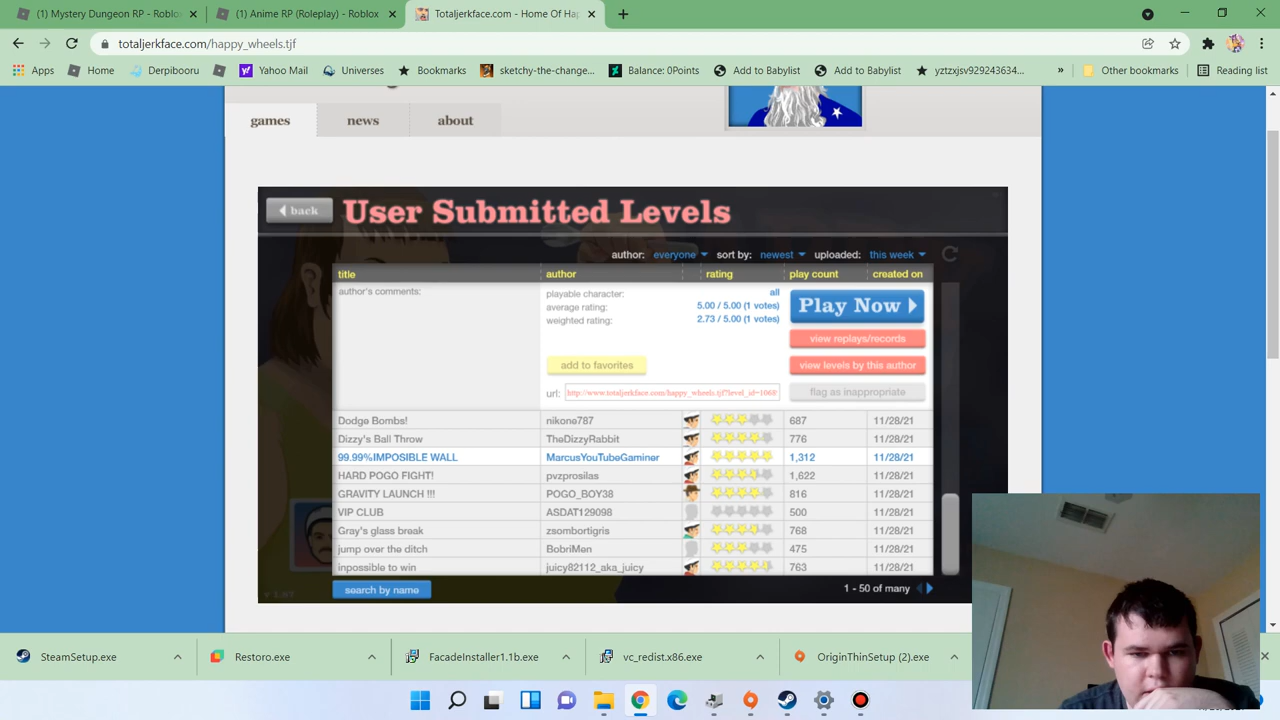 (1) Mystery Dungeon RP - Roblox
(1) Anime RP (Roleplay) - Roblox
Totaljerkface.com - Home Of Hap
totaljerkface.com/happy_wheels.tjf
Apps
Home
Derpibooru
Yahoo Mail
Universes
Bookmarks
sketchy-the-change...
Balance: 0Points
Add to Babylist
Add to Babylist
yztzxjsv929243634...
»
Other bookmarks
Reading list
games
news
about
back
User Submitted Levels
author: everyone
sort by: newest
uploaded: this week
title author rating play count created on
author's comments:
playable character: all
average rating: 5.00 / 5.00 (1 votes)
weighted rating: 2.73 / 5.00 (1 votes)
Play Now
view replays/records
add to favorites
view levels by this author
url:
flag as inappropriate
Dodge Bombs! nikone787 687 11/28/21
Dizzy's Ball Throw TheDizzyRabbit 776 11/28/21
99.99%IMPOSIBLE WALL MarcusYouTubeGaminer 1,312 11/28/21
HARD POGO FIGHT! pvzprosilas 1,622 11/28/21
GRAVITY LAUNCH !!! POGO_BOY38 816 11/28/21
VIP CLUB ASDAT129098 500 11/28/21
Gray's glass break zsombortigris 768 11/28/21
jump over the ditch BobriMen 475 11/28/21
inpossible to win juicy82112_aka_juicy 763 11/28/21
search by name
1 - 50 of many
SteamSetup.exe
Restoro.exe
FacadeInstaller1.1b.exe
vc_redist.x86.exe
OriginThinSetup (2).exe